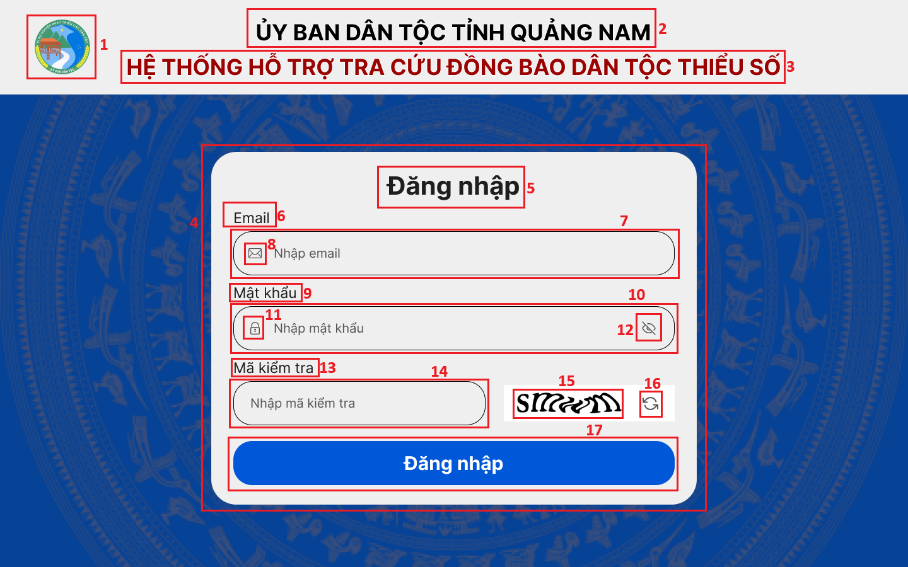 1
ỦY BAN DÂN TỘC TỈNH QUẢNG NAM 2
HỆ THỐNG HỖ TRỢ TRA CỨU ĐỒNG BÀO DÂN TỘC THIỂU SỐ 3
4
Đăng nhập 5
Email 6
7
8 Nhập email
Mật khẩu 9
10
11 Nhập mật khẩu 12
Mã kiểm tra 13
14
Nhập mã kiểm tra
15
16
17
Đăng nhập